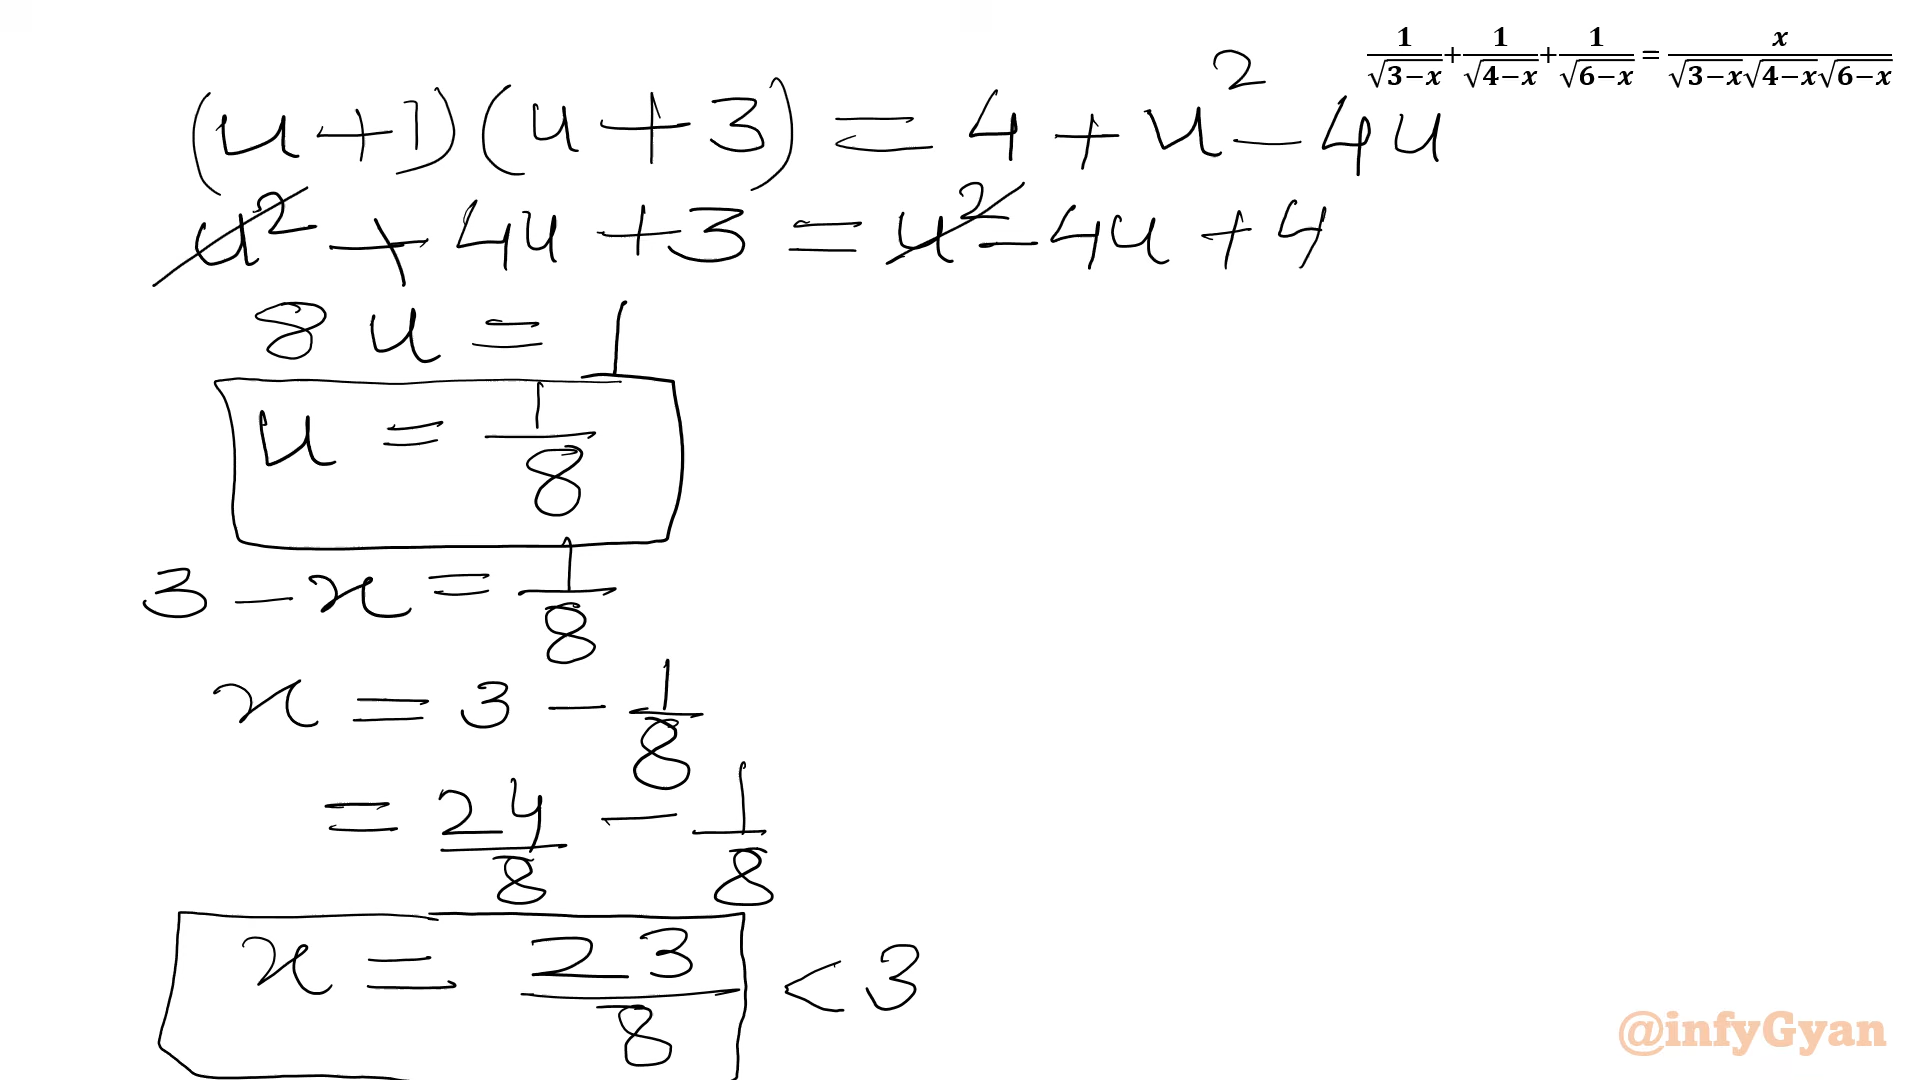 1/√3−x + 1/√4−x + 1/√6−x = x/√3−x√4−x√6−x
(u+1)(u+3) = 4 + u² − 4u
u² + 4u + 3 = u² − 4u + 4
8u = 1
u = 1/8
3 − x = 1/8
x = 3 − 1/8
= 24/8 − 1/8
x = 23/8 < 3
@infyGyan